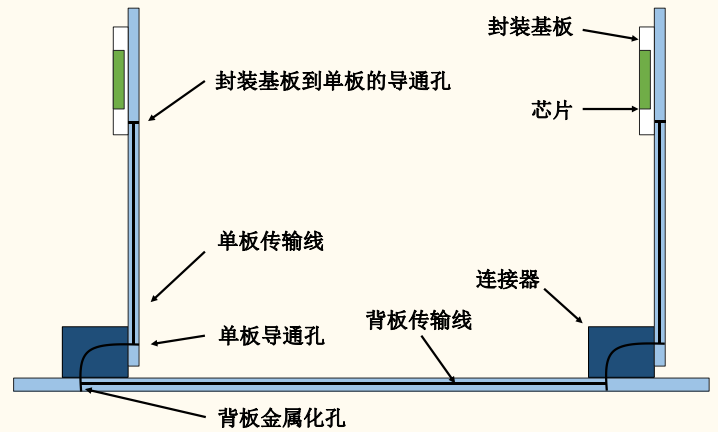 封装基板
封装基板到单板的导通孔
芯片
单板传输线
连接器
背板传输线
单板导通孔
背板金属化孔